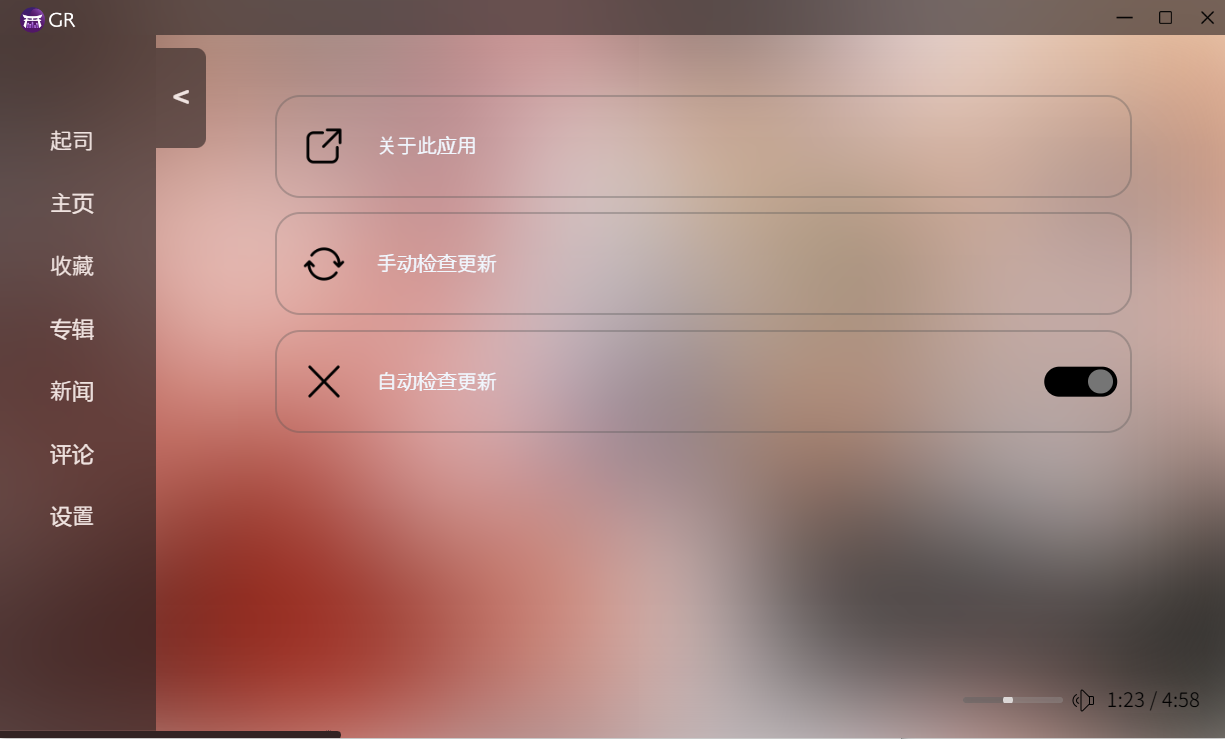 GR
<
起司
主页
收藏
专辑
新闻
评论
设置
关于此应用
手动检查更新
自动检查更新
1:23 / 4:58